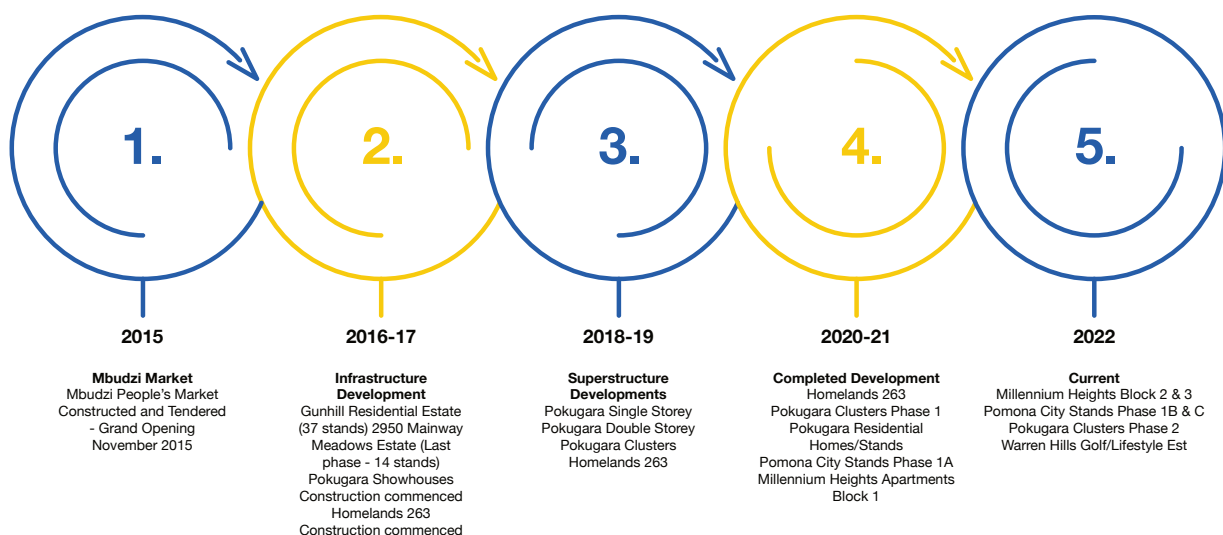 1.
2.
3.
4.
5.
2015
Mbudzi Market
Mbudzi People's Market
Constructed and Tendered
- Grand Opening
November 2015
2016-17
Infrastructure
Development
Gunhill Residential Estate
(37 stands) 2950 Mainway
Meadows Estate (Last
phase - 14 stands)
Pokugara Showhouses
Construction commenced
Homelands 263
Construction commenced
2018-19
Superstructure
Developments
Pokugara Single Storey
Pokugara Double Storey
Pokugara Clusters
Homelands 263
2020-21
Completed Development
Homelands 263
Pokugara Clusters Phase 1
Pokugara Residential
Homes/Stands
Pomona City Stands Phase 1A
Millennium Heights Apartments
Block 1
2022
Current
Millennium Heights Block 2 & 3
Pomona City Stands Phase 1B & C
Pokugara Clusters Phase 2
Warren Hills Golf/Lifestyle Est